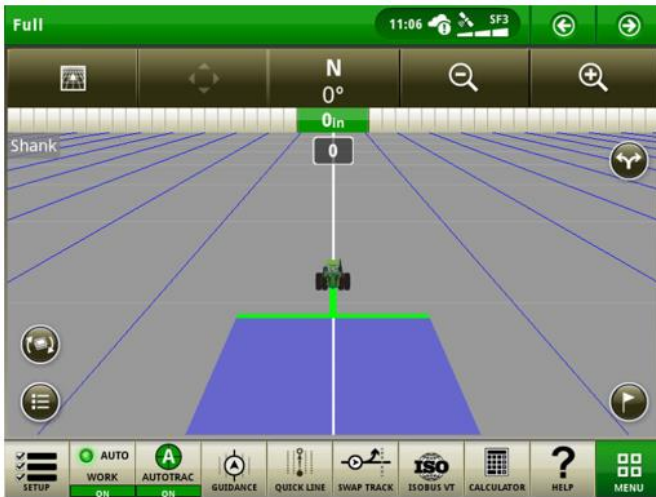 Full
11:06
SF3
N
0°
0in
0
Shank
SETUP
AUTO
WORK
ON
A
AUTOTRAC
ON
GUIDANCE
QUICK LINE
SWAP TRACK
ISO
ISOBUS VT
CALCULATOR
?
HELP
MENU